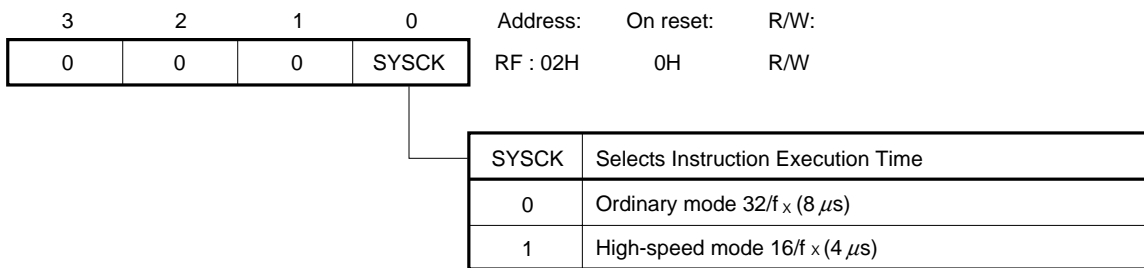 3 2 1 0 Address: On reset: R/W:
0 0 0 SYSCK RF : 02H 0H R/W
SYSCK Selects Instruction Execution Time
0 Ordinary mode 32/fX (8 μs)
1 High-speed mode 16/fX (4 μs)